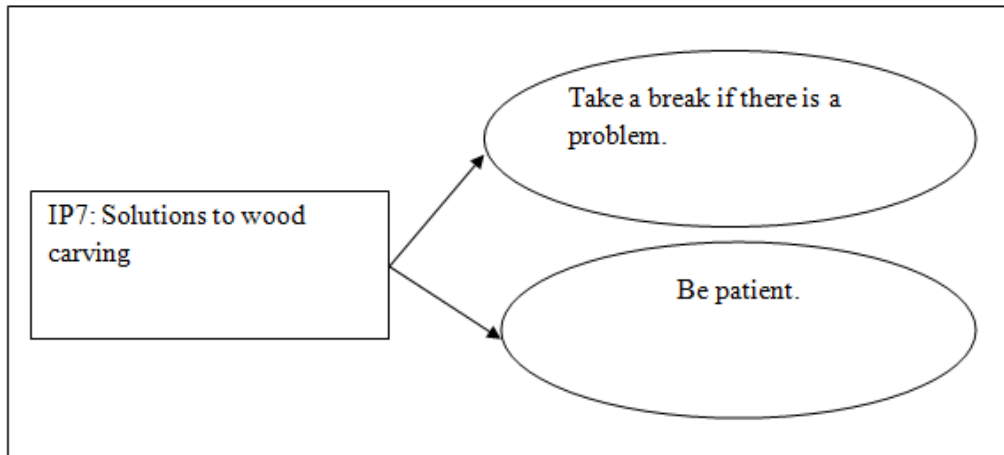 Take a break if there is a
problem.
IP7: Solutions to wood
carving
Be patient.